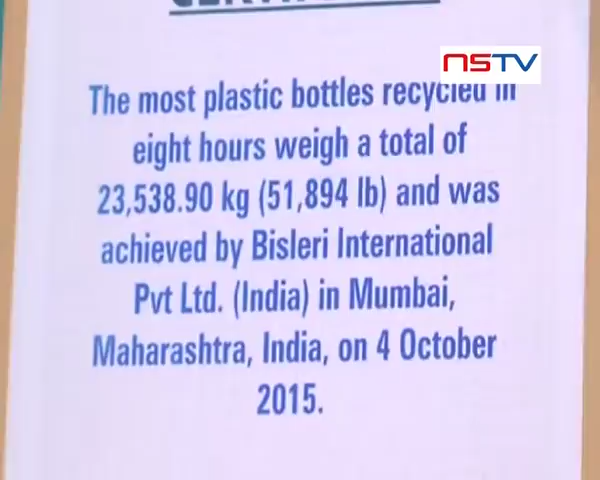 NSTV
The most plastic bottles recycled in
eight hours weigh a total of
23,538.90 kg (51,894 lb) and was
achieved by Bisleri International
Pvt Ltd. (India) in Mumbai,
Maharashtra, India, on 4 October
2015.